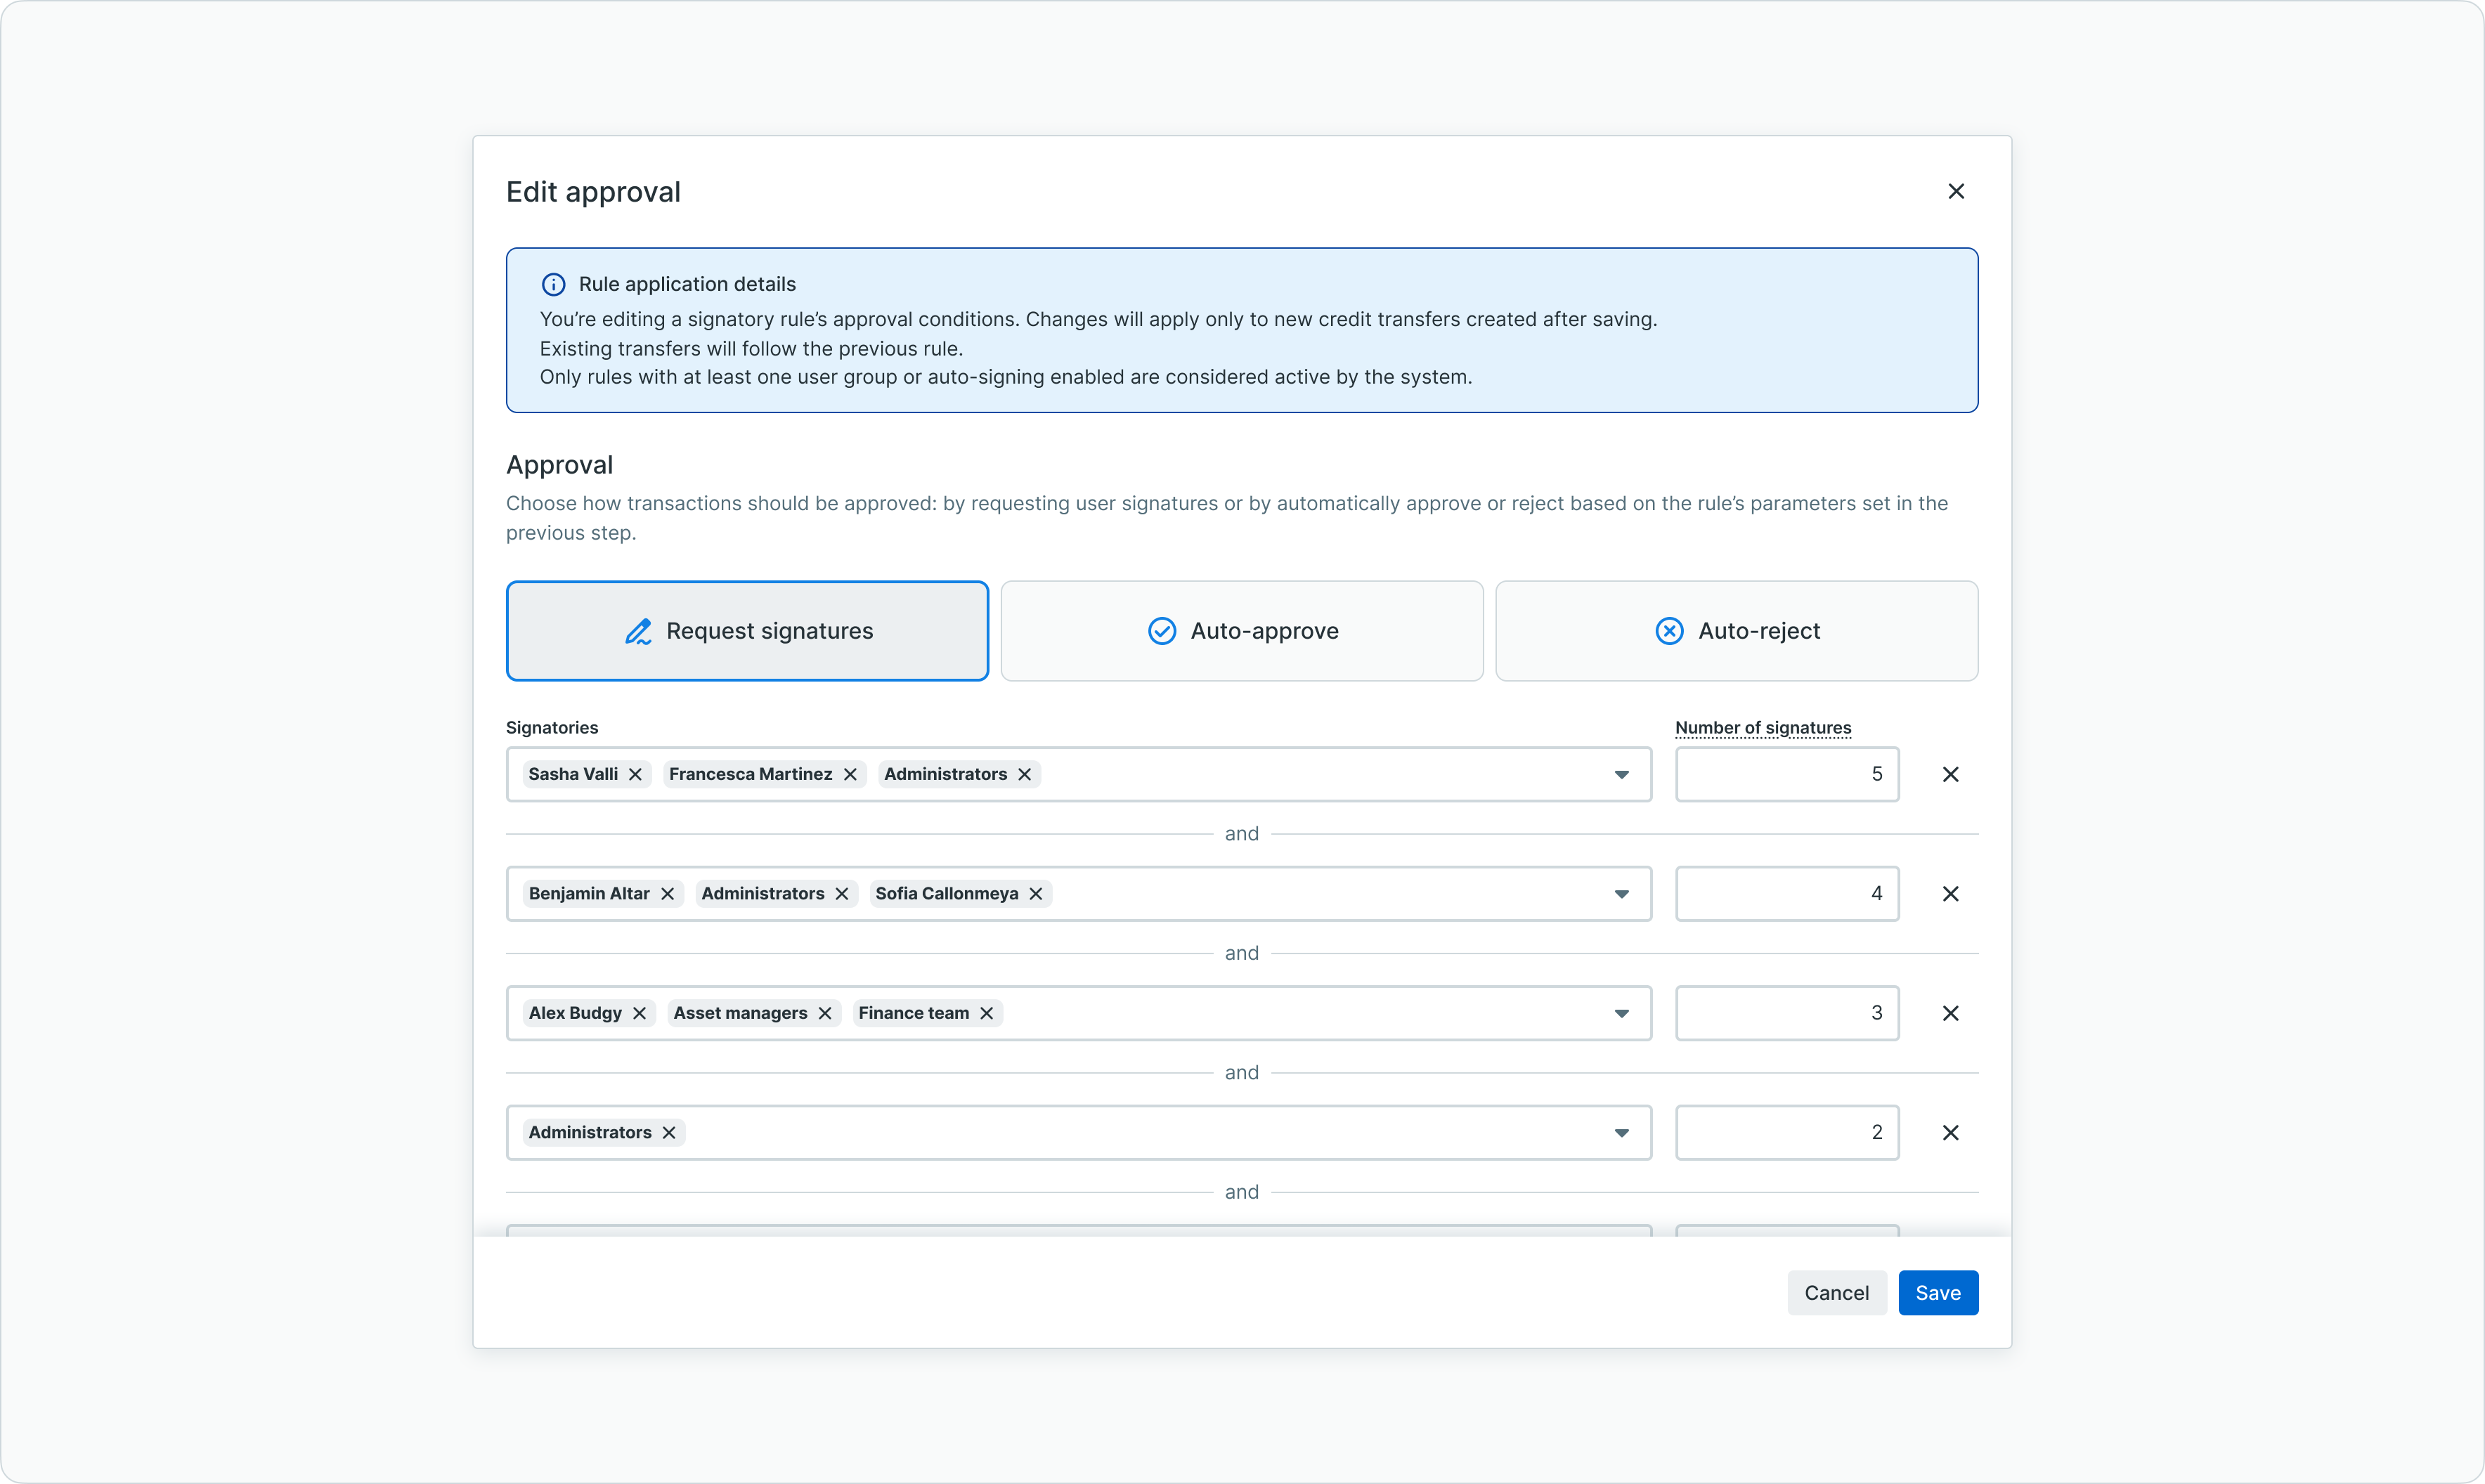 Edit approval
Rule application details
You’re editing a signatory rule’s approval conditions. Changes will apply only to new credit transfers created after saving.
Existing transfers will follow the previous rule.
Only rules with at least one user group or auto-signing enabled are considered active by the system.
Approval
Choose how transactions should be approved: by requesting user signatures or by automatically approve or reject based on the rule’s parameters set in the
previous step.
Request signatures
Auto-approve
Auto-reject
Signatories
Number of signatures
Sasha Valli Francesca Martinez Administrators 5
and
Benjamin Altar Administrators Sofia Callonmeya 4
and
Alex Budgy Asset managers Finance team 3
and
Administrators 2
and
Cancel Save